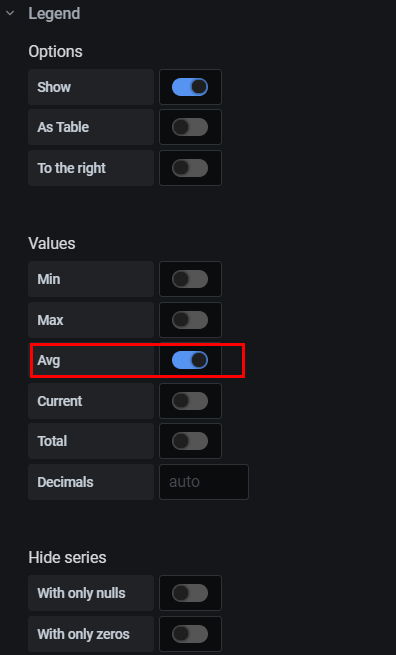 Legend
Options
Show
As Table
To the right
Values
Min
Max
Avg
Current
Total
Decimals auto
Hide series
With only nulls
With only zeros